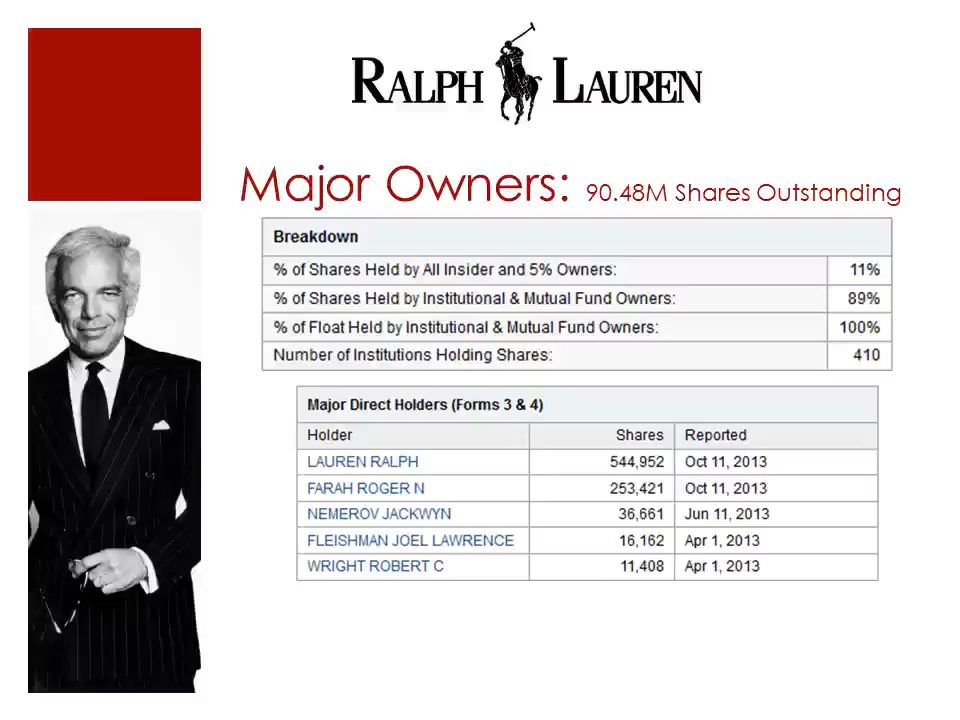 RALPH LAUREN
Major Owners: 90.48M Shares Outstanding
Breakdown
% of Shares Held by All Insider and 5% Owners: 11%
% of Shares Held by Institutional & Mutual Fund Owners: 89%
% of Float Held by Institutional & Mutual Fund Owners: 100%
Number of Institutions Holding Shares: 410
Major Direct Holders (Forms 3 & 4)
Holder Shares Reported
LAUREN RALPH 544,952 Oct 11, 2013
FARAH ROGER N 253,421 Oct 11, 2013
NEMEROV JACKWYN 36,661 Jun 11, 2013
FLEISHMAN JOEL LAWRENCE 16,162 Apr 1, 2013
WRIGHT ROBERT C 11,408 Apr 1, 2013